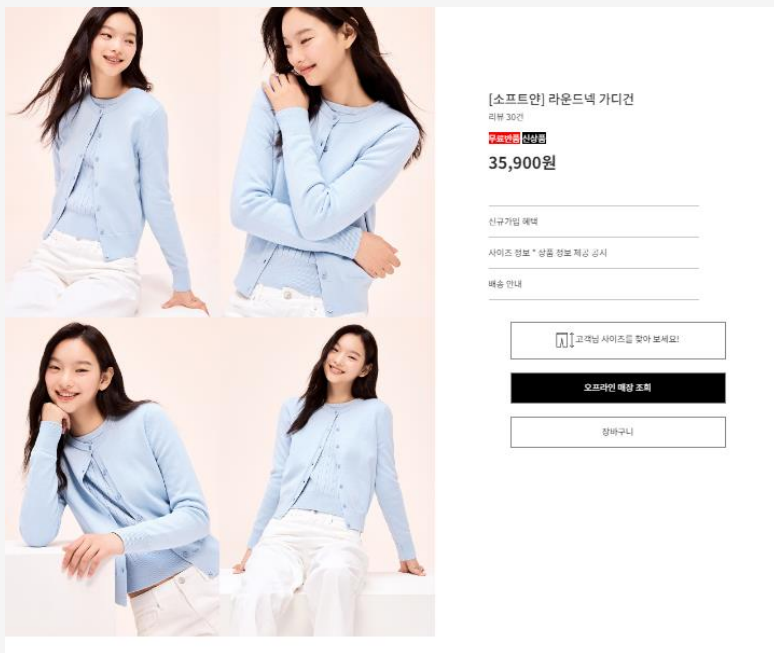 [소프트얀] 라운드넥 가디건
리뷰 30건
무료반품 신상품
35,900원
신규가입 혜택
사이즈 정보 * 상품 정보 제공 공시
배송 안내
고객님 사이즈를 찾아 보세요!
오프라인 매장 조회
장바구니